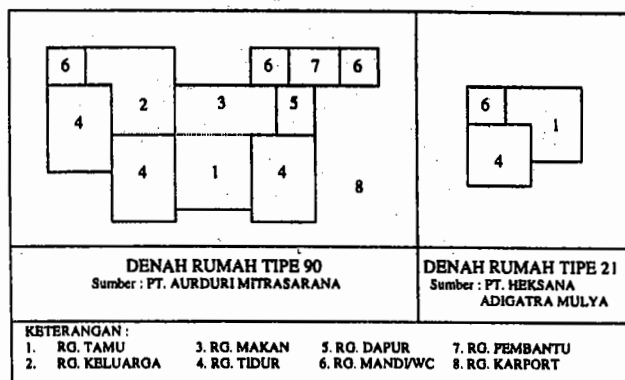 6
6
7
6
2
3
5
4
4
1
4
8
6
1
4
DENAH RUMAH TIPE 90
Sumber : PT. AURDURI MITRASARANA
DENAH RUMAH TIPE 21
Sumber : PT. HEKSANA
ADIGATRA MULYA
KETERANGAN :
1. RG. TAMU 3. RG. MAKAN 5. RG. DAPUR 7. RG. PEMBANTU
2. RG. KELUARGA 4. RG. TIDUR 6. RG. MANDI/WC 8. RG. KARPORT